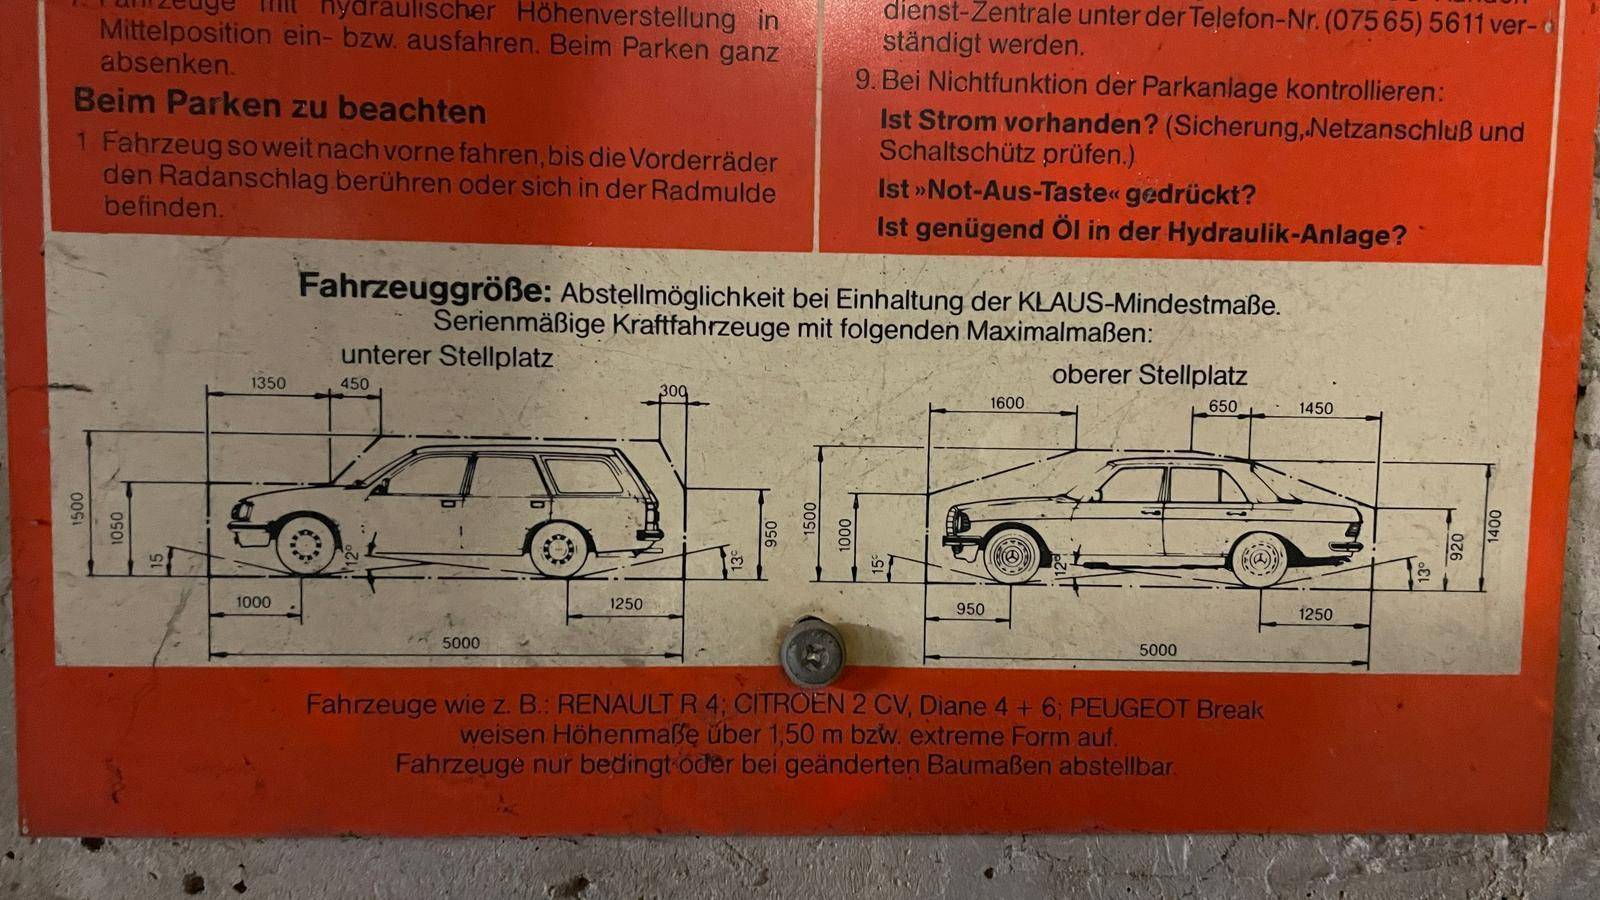 7. Fahrzeuge mit hydraulischer Höhenverstellung in
Mittelposition ein- bzw. ausfahren. Beim Parken ganz
absenken.
Beim Parken zu beachten
1 Fahrzeug so weit nach vorne fahren, bis die Vorderräder
den Radanschlag berühren oder sich in der Radmulde
befinden.
dienst-Zentrale unter der Telefon-Nr. (075 65) 5611 ver-
ständigt werden.
9. Bei Nichtfunktion der Parkanlage kontrollieren:
Ist Strom vorhanden? (Sicherung, Netzanschluß und
Schaltschütz prüfen.)
Ist »Not-Aus-Taste« gedrückt?
Ist genügend Öl in der Hydraulik-Anlage?
Fahrzeuggröße: Abstellmöglichkeit bei Einhaltung der KLAUS-Mindestmaße.
Serienmäßige Kraftfahrzeuge mit folgenden Maximalmaßen:
unterer Stellplatz
1350 450 300
1500
1050
15
12°
13°
950
1000 1250
5000
oberer Stellplatz
1600 650 1450
1500
1000
15°
12°
13°
920
1400
950 1250
5000
Fahrzeuge wie z. B.: RENAULT R 4; CITROEN 2 CV, Diane 4 + 6; PEUGEOT Break
weisen Höhenmaße über 1,50 m bzw. extreme Form auf.
Fahrzeuge nur bedingt oder bei geänderten Baumaßen abstellbar.